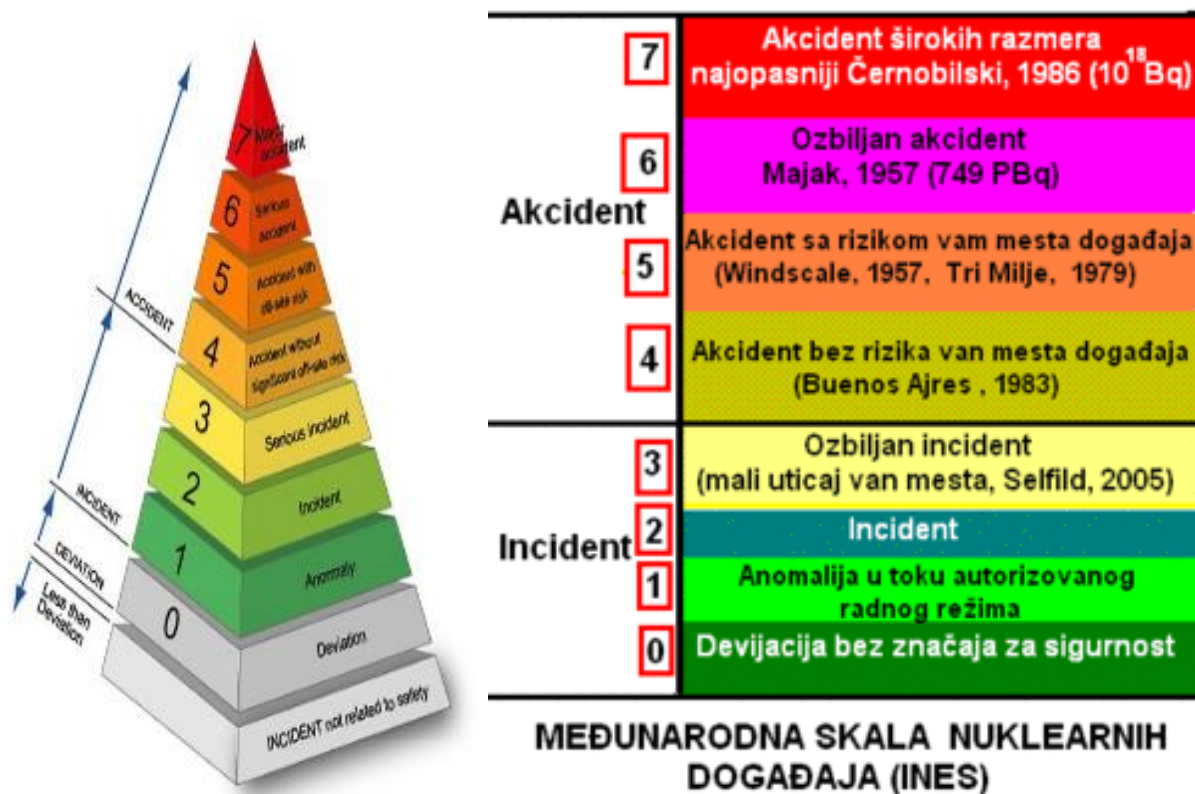 7 Major
accident
6 Serious
accident
5 Accident with
off-site risk
4 Accident without
significant off-site risk
3 Serious incident
2 Incident
1 Anormaly
0 Deviation
INCIDENT not related to safety
ACCIDENT
INCIDENT
DEVIATION
Less than
Deviation
Akcident
7
Akcident širokih razmera
najopasniji Černobilski, 1986 (10¹⁸Bq)
6
Ozbiljan akcident
Majak, 1957 (749 PBq)
5
Akcident sa rizikom vam mesta događaja
(Windscale, 1957, Tri Milje, 1979)
4
Akcident bez rizika van mesta događaja
(Buenos Ajres , 1983)
Incident
3
Ozbiljan incident
(mali uticaj van mesta, Selfild, 2005)
2
Incident
1
Anomalija u toku autorizovanog
radnog režima
0
Devijacija bez značaja za sigurnost
MEĐUNARODNA SKALA NUKLEARNIH
DOGAĐAJA (INES)